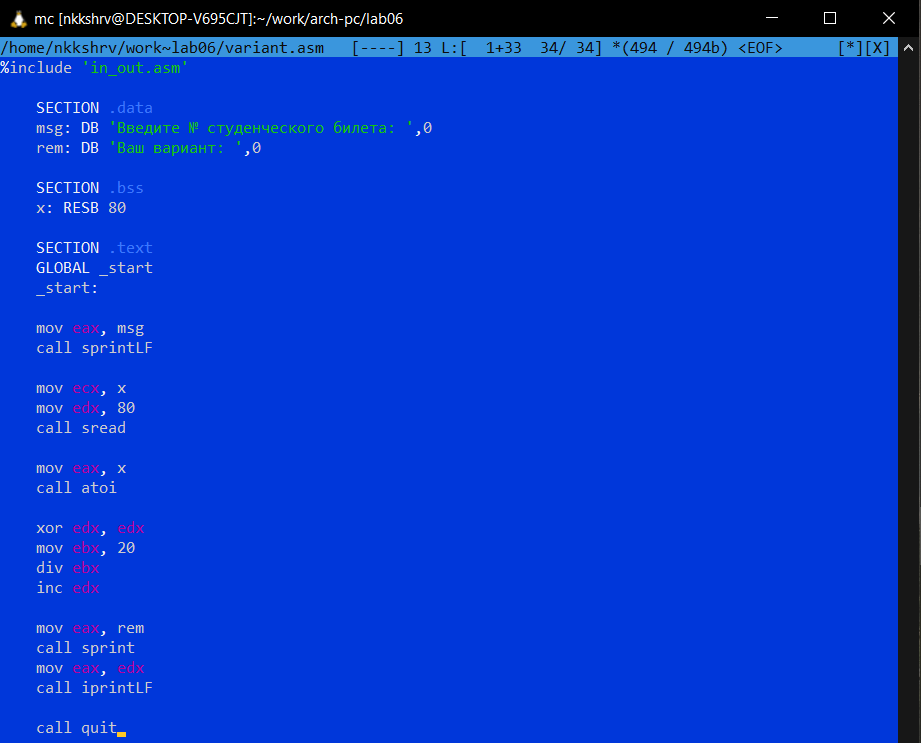 mc [nkkshrv@DESKTOP-V695CJT]:~/work/arch-pc/lab06
/home/nkkshrv/work~lab06/variant.asm   [----] 13 L:[  1+33  34/ 34] *(494 / 494b) <EOF>      [*][X]
%include 'in_out.asm'
SECTION .data
msg: DB 'Введите № студенческого билета: ',0
rem: DB 'Ваш вариант: ',0
SECTION .bss
x: RESB 80
SECTION .text
GLOBAL _start
_start:
mov eax, msg
call sprintLF
mov ecx, x
mov edx, 80
call sread
mov eax, x
call atoi
xor edx, edx
mov ebx, 20
div ebx
inc edx
mov eax, rem
call sprint
mov eax, edx
call iprintLF
call quit